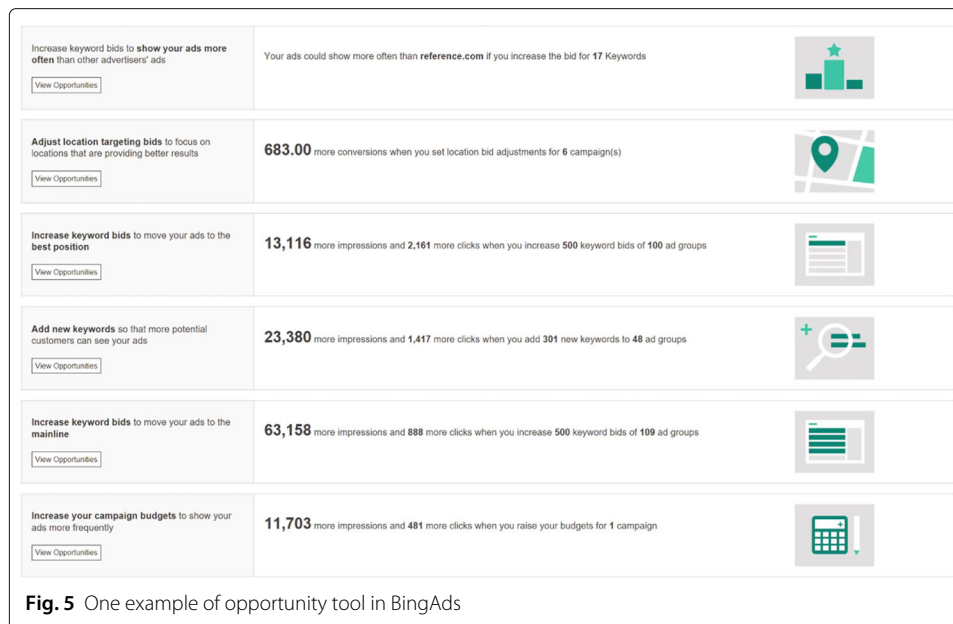 Increase keyword bids to show your ads more
often than other advertisers' ads
View Opportunities
Your ads could show more often than reference.com if you increase the bid for 17 Keywords
Adjust location targeting bids to focus on
locations that are providing better results
View Opportunities
683.00 more conversions when you set location bid adjustments for 6 campaign(s)
Increase keyword bids to move your ads to the
best position
View Opportunities
13,116 more impressions and 2,161 more clicks when you increase 500 keyword bids of 100 ad groups
Add new keywords so that more potential
customers can see your ads
View Opportunities
23,380 more impressions and 1,417 more clicks when you add 301 new keywords to 48 ad groups
Increase keyword bids to move your ads to the
mainline
View Opportunities
63,158 more impressions and 888 more clicks when you increase 500 keyword bids of 109 ad groups
Increase your campaign budgets to show your
ads more frequently
View Opportunities
11,703 more impressions and 481 more clicks when you raise your budgets for 1 campaign
Fig. 5 One example of opportunity tool in BingAds